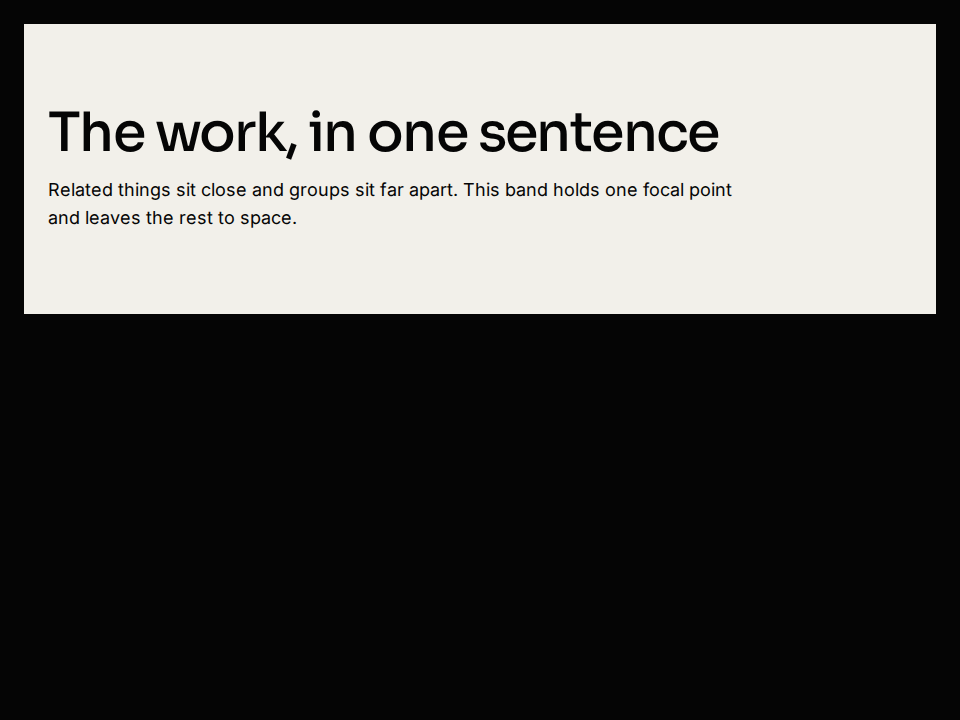 The work, in one sentence
Related things sit close and groups sit far apart. This band holds one focal point
and leaves the rest to space.